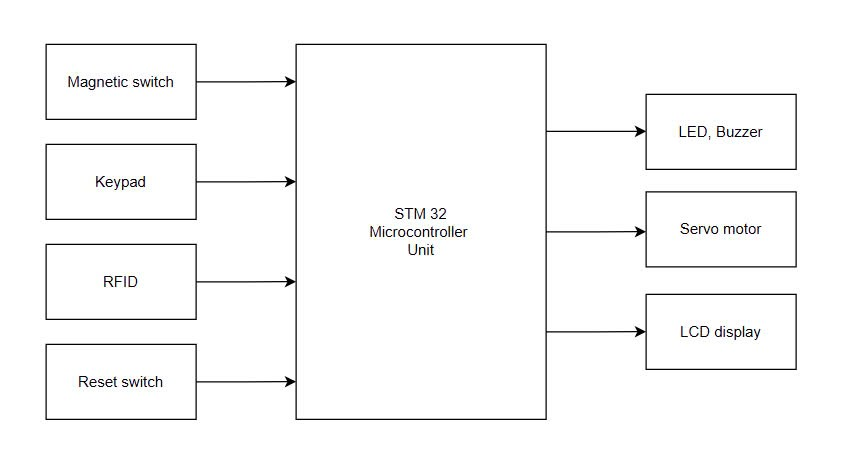 Magnetic switch
Keypad
RFID
Reset switch
STM 32
Microcontroller
Unit
LED, Buzzer
Servo motor
LCD display